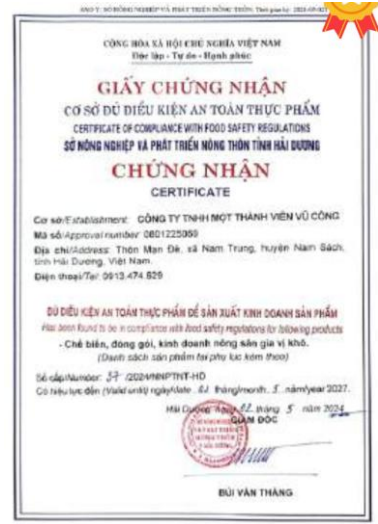 CỘNG HÒA XÃ HỘI CHỦ NGHĨA VIỆT NAM
Độc lập - Tự do - Hạnh phúc
GIẤY CHỨNG NHẬN
CƠ SỞ ĐỦ ĐIỀU KIỆN AN TOÀN THỰC PHẨM
CERTIFICATE OF COMPLIANCE WITH FOOD SAFETY REGULATIONS
SỞ NÔNG NGHIỆP VÀ PHÁT TRIỂN NÔNG THÔN TỈNH HẢI DƯƠNG
CHỨNG NHẬN
CERTIFICATE
Cơ sở/Establishment: CÔNG TY TNHH MỘT THÀNH VIÊN VŨ CÔNG
Mã số/Approval number: 0801225069
Địa chỉ/Address: Thôn Mạn Đê, xã Nam Trung, huyện Nam Sách,
tỉnh Hải Dương, Việt Nam.
Điện thoại/Tel: 0913.474.629
ĐỦ ĐIỀU KIỆN AN TOÀN THỰC PHẨM ĐỂ SẢN XUẤT KINH DOANH SẢN PHẨM
Has been found to be in compliance with food safety regulations for following products
- Chế biến, đóng gói, kinh doanh nông sản gia vị khô.
(Danh sách sản phẩm tại phụ lục kèm theo)
Số cấp/Number: 57 /2024/NNPTNT-HD
Có hiệu lực đến (Valid until) ngày/date 01 tháng/month 5 năm/year 2027.
Hải Dương, ngày 02 tháng 5 năm 2024
GIÁM ĐỐC
BÙI VĂN THĂNG